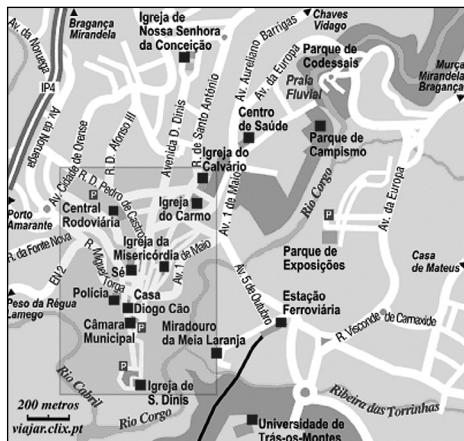 Bragança
Mirandela
Igreja de
Nossa Senhora
da Conceição
Av. Aureliano Barrigas
Chaves
Vidago
Av. da Noruega
Av. da Europa
Parque de
Codessais
Praia
Fluvial
Murça
Mirandela
Bragança
IP4
Av. da Noruega
Av. Cidade de Orense
R. D. Afonso III
Avenida D. Dinis
R. de Santo António
Centro
de Saúde
Parque de
Campismo
Igreja do
Calvário
R. D. Pedro de Castro
P
Porto
Amarante
Central
Rodoviária
Igreja
do Carmo
Av. 1 de Maio
Rio Corgo
Av. da Europa
P
R. da Fonte Nova
EN 2
R. Miguel Torga
Igreja da
Misericórdia
Sé
Av. 1 de Maio
Parque de
Exposições
Casa
de Mateus
Peso da Régua
Lamego
Policia
Casa
Diogo Cão
Câmara
Municipal
P
Av. 5 de Outubro
Estação
Ferroviária
Miradouro
da Meia Laranja
R. Visconde de Carnaxide
P
Rio Cabril
Igreja de
S. Dinis
Rio Corgo
Ribeira das Torrinhas
200 metros
viajar.clix.pt
Universidade de
Trás-os-Montes